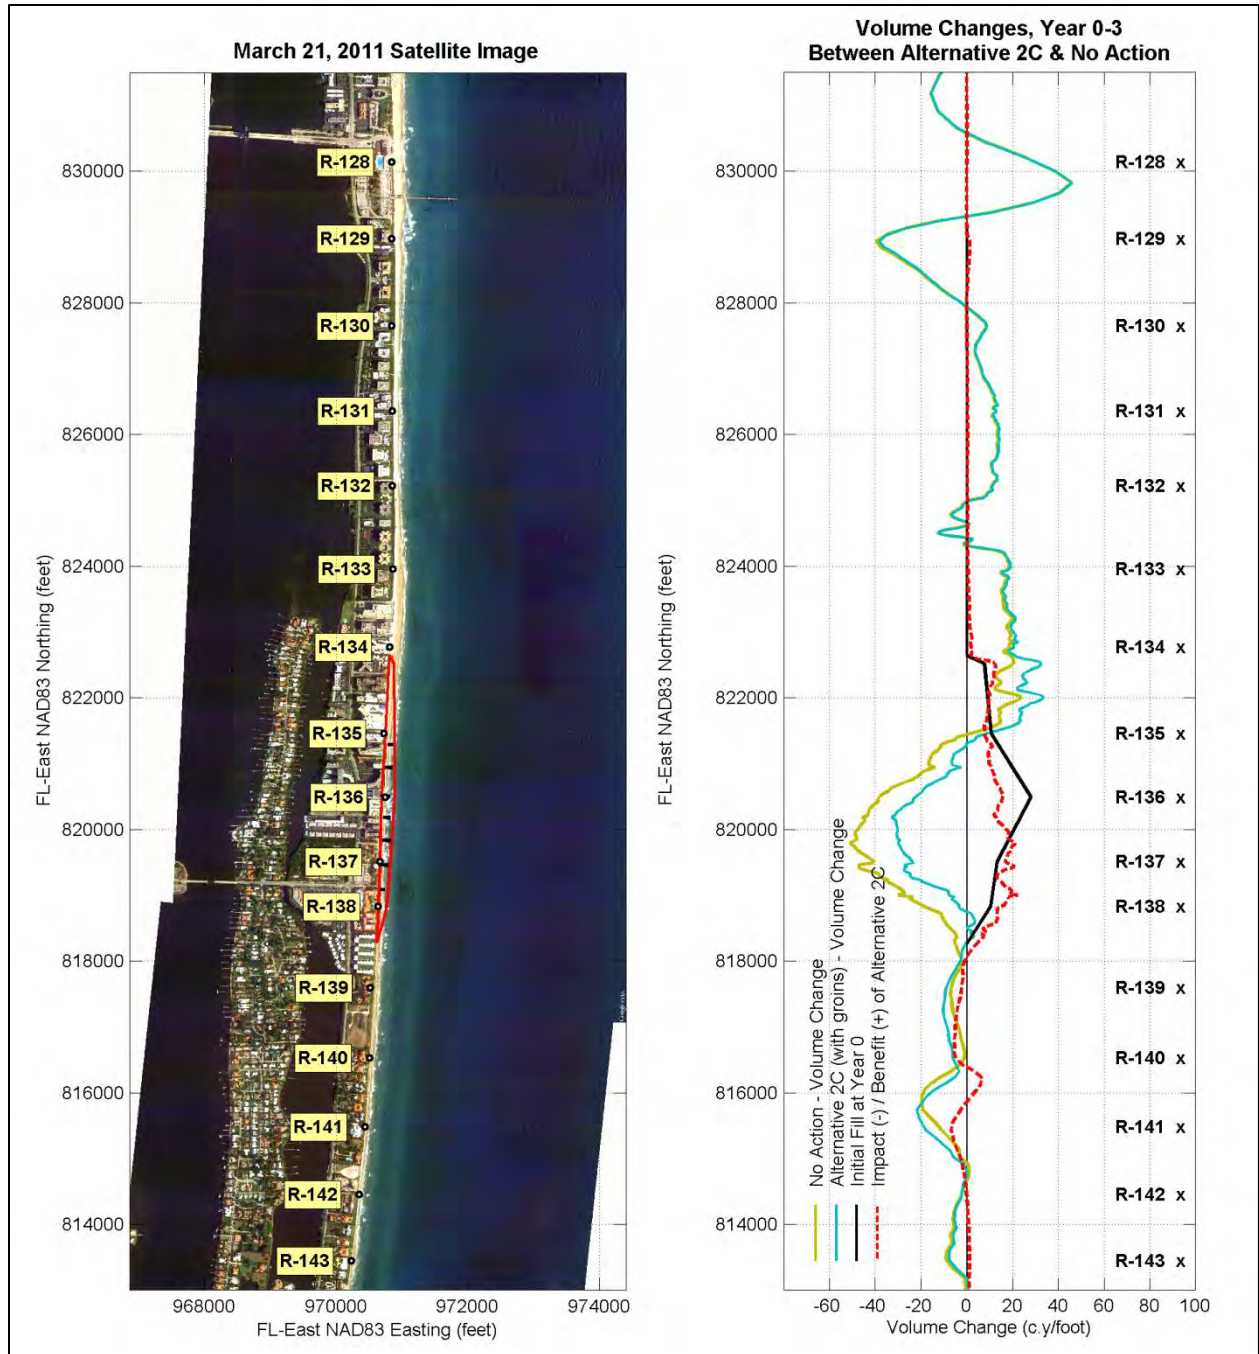 March 21, 2011 Satellite Image
R-128
R-129
R-130
R-131
R-132
R-133
R-134
R-135
R-136
R-137
R-138
R-139
R-140
R-141
R-142
R-143
830000
828000
826000
824000
822000
820000
818000
816000
814000
FL-East NAD83 Northing (feet)
968000 970000 972000 974000
FL-East NAD83 Easting (feet)
Volume Changes, Year 0-3
Between Alternative 2C & No Action
R-128 x
R-129 x
R-130 x
R-131 x
R-132 x
R-133 x
R-134 x
R-135 x
R-136 x
R-137 x
R-138 x
R-139 x
R-140 x
R-141 x
R-142 x
R-143 x
830000
828000
826000
824000
822000
820000
818000
816000
814000
FL-East NAD83 Northing (feet)
No Action - Volume Change
Alternative 2C (with groins) - Volume Change
Initial Fill at Year 0
Impact (-) / Benefit (+) of Alternative 2C
-60 -40 -20 0 20 40 60 80 100
Volume Change (c.y/foot)